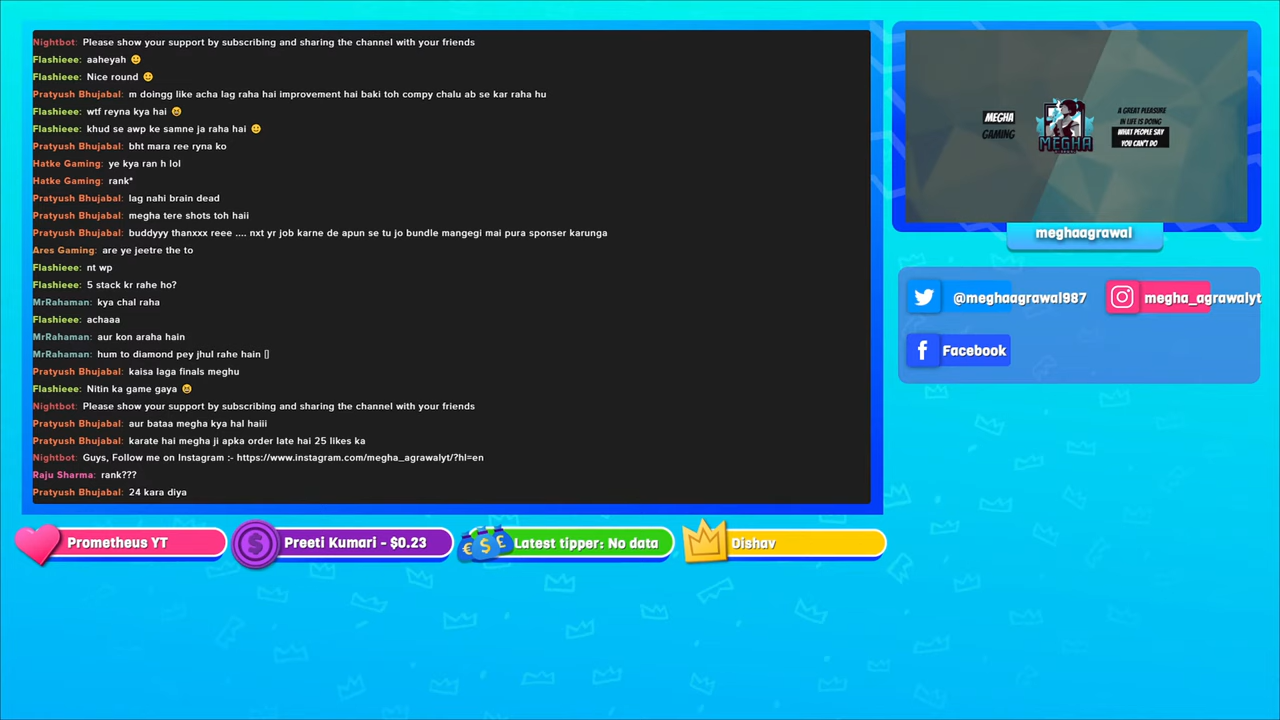 Nightbot: Please show your support by subscribing and sharing the channel with your friends
Flashieee: aaheyah
Flashieee: Nice round
Pratyush Bhujabal: m doingg like acha lag raha hai improvement hai baki toh compy chalu ab se kar raha hu
Flashieee: wtf reyna kya hai
Flashieee: khud se awp ke samne ja raha hai
Pratyush Bhujabal: bht mara ree ryna ko
Hatke Gaming: ye kya ran h lol
Hatke Gaming: rank*
Pratyush Bhujabal: lag nahi brain dead
Pratyush Bhujabal: megha tere shots toh haii
Pratyush Bhujabal: buddyyy thanxxx reee .... nxt yr job karne de apun se tu jo bundle mangegi mai pura sponser karunga
Ares Gaming: are ye jeetre the to
Flashieee: nt wp
Flashieee: 5 stack kr rahe ho?
MrRahaman: kya chal raha
Flashieee: achaaa
MrRahaman: aur kon araha hain
MrRahaman: hum to diamond pey jhul rahe hain []
Pratyush Bhujabal: kaisa laga finals meghu
Flashieee: Nitin ka game gaya
Nightbot: Please show your support by subscribing and sharing the channel with your friends
Pratyush Bhujabal: aur bataa megha kya hal haiii
Pratyush Bhujabal: karate hai megha ji apka order late hai 25 likes ka
Nightbot: Guys, Follow me on Instagram :- https://www.instagram.com/megha_agrawalyt/?hl=en
Raju Sharma: rank???
Pratyush Bhujabal: 24 kara diya
MEGHA
GAMING
MEGHA
A GREAT PLEASURE
IN LIFE IS DOING
WHAT PEOPLE SAY
YOU CAN'T DO
meghaagrawal
@meghaagrawal987
megha_agrawalyt
Facebook
Prometheus YT
Preeti Kumari - $0.23
Latest tipper: No data
Dishav